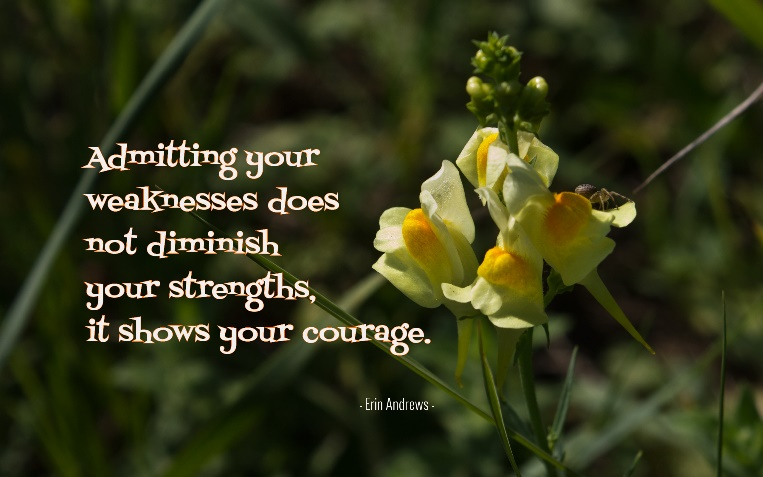 Admitting your
weaknesses does
not diminish
your strengths,
it shows your courage.
- Erin Andrews -